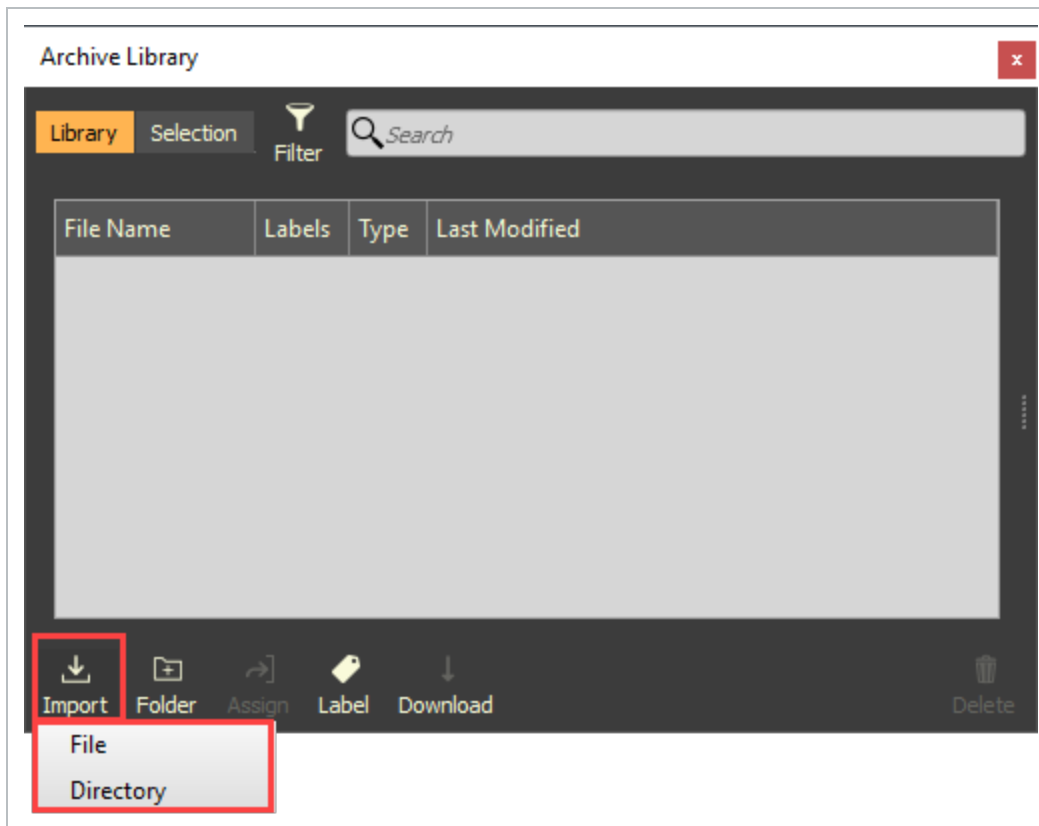 Archive Library
x
Library Selection Filter Search
File Name Labels Type Last Modified
Import Folder Assign Label Download Delete
File
Directory